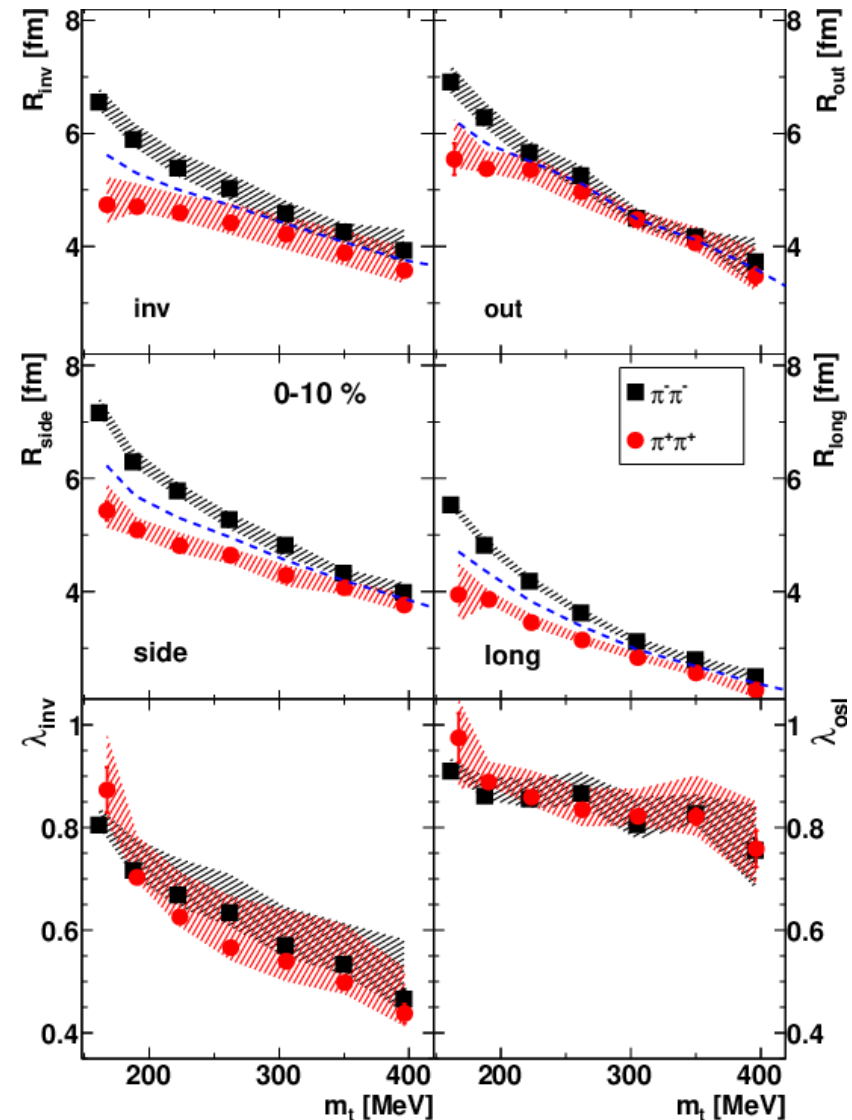 8
6
4
R_inv [fm]
inv
8
6
4
R_out [fm]
out
8
6
4
R_side [fm]
0-10 %
side
π⁻π⁻
π⁺π⁺
8
6
4
R_long [fm]
long
1
0.8
0.6
0.4
λ_inv
1
0.8
0.6
0.4
λ_osl
200 300 400
m_t [MeV]
200 300 400
m_t [MeV]